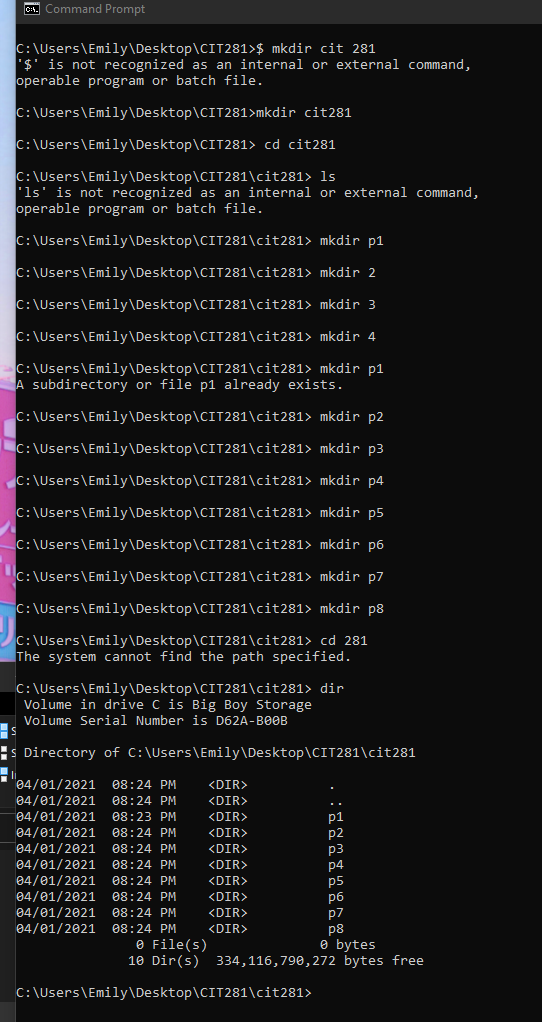 Command Prompt
C:\Users\Emily\Desktop\CIT281>$ mkdir cit 281
'$' is not recognized as an internal or external command,
operable program or batch file.
C:\Users\Emily\Desktop\CIT281>mkdir cit281
C:\Users\Emily\Desktop\CIT281> cd cit281
C:\Users\Emily\Desktop\CIT281\cit281> ls
'ls' is not recognized as an internal or external command,
operable program or batch file.
C:\Users\Emily\Desktop\CIT281\cit281> mkdir p1
C:\Users\Emily\Desktop\CIT281\cit281> mkdir 2
C:\Users\Emily\Desktop\CIT281\cit281> mkdir 3
C:\Users\Emily\Desktop\CIT281\cit281> mkdir 4
C:\Users\Emily\Desktop\CIT281\cit281> mkdir p1
A subdirectory or file p1 already exists.
C:\Users\Emily\Desktop\CIT281\cit281> mkdir p2
C:\Users\Emily\Desktop\CIT281\cit281> mkdir p3
C:\Users\Emily\Desktop\CIT281\cit281> mkdir p4
C:\Users\Emily\Desktop\CIT281\cit281> mkdir p5
C:\Users\Emily\Desktop\CIT281\cit281> mkdir p6
C:\Users\Emily\Desktop\CIT281\cit281> mkdir p7
C:\Users\Emily\Desktop\CIT281\cit281> mkdir p8
C:\Users\Emily\Desktop\CIT281\cit281> cd 281
The system cannot find the path specified.
C:\Users\Emily\Desktop\CIT281\cit281> dir
Volume in drive C is Big Boy Storage
Volume Serial Number is D62A-B00B
Directory of C:\Users\Emily\Desktop\CIT281\cit281
04/01/2021  08:24 PM    <DIR>          .
04/01/2021  08:24 PM    <DIR>          ..
04/01/2021  08:23 PM    <DIR>          p1
04/01/2021  08:24 PM    <DIR>          p2
04/01/2021  08:24 PM    <DIR>          p3
04/01/2021  08:24 PM    <DIR>          p4
04/01/2021  08:24 PM    <DIR>          p5
04/01/2021  08:24 PM    <DIR>          p6
04/01/2021  08:24 PM    <DIR>          p7
04/01/2021  08:24 PM    <DIR>          p8
0 File(s)              0 bytes
10 Dir(s)  334,116,790,272 bytes free
C:\Users\Emily\Desktop\CIT281\cit281>